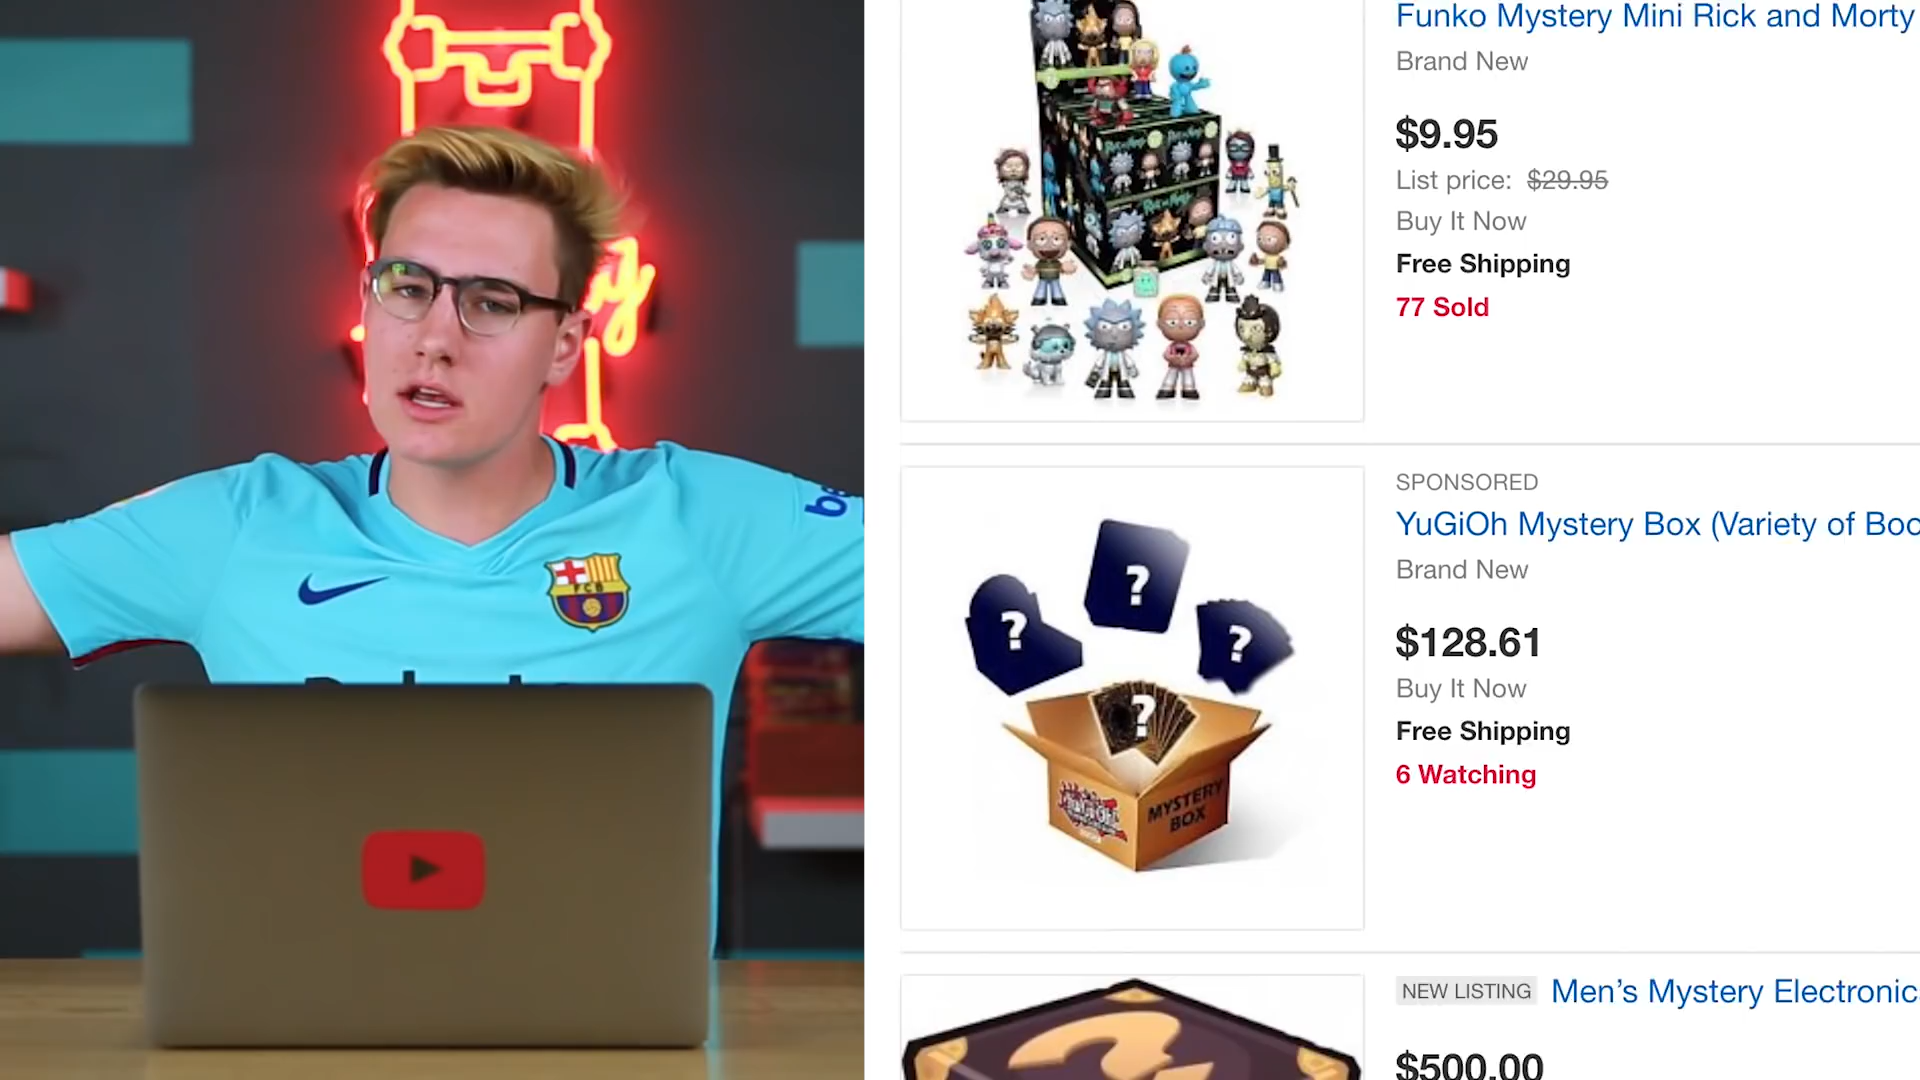 y
be
FCB
Funko Mystery Mini Rick and Morty
Brand New
$9.95
List price: $29.95
Buy It Now
Free Shipping
77 Sold
SPONSORED
YuGiOh Mystery Box (Variety of Boo
Brand New
$128.61
Buy It Now
Free Shipping
6 Watching
? ? ? ?
MYSTERY
BOX
NEW LISTING Men's Mystery Electronic
$500.00